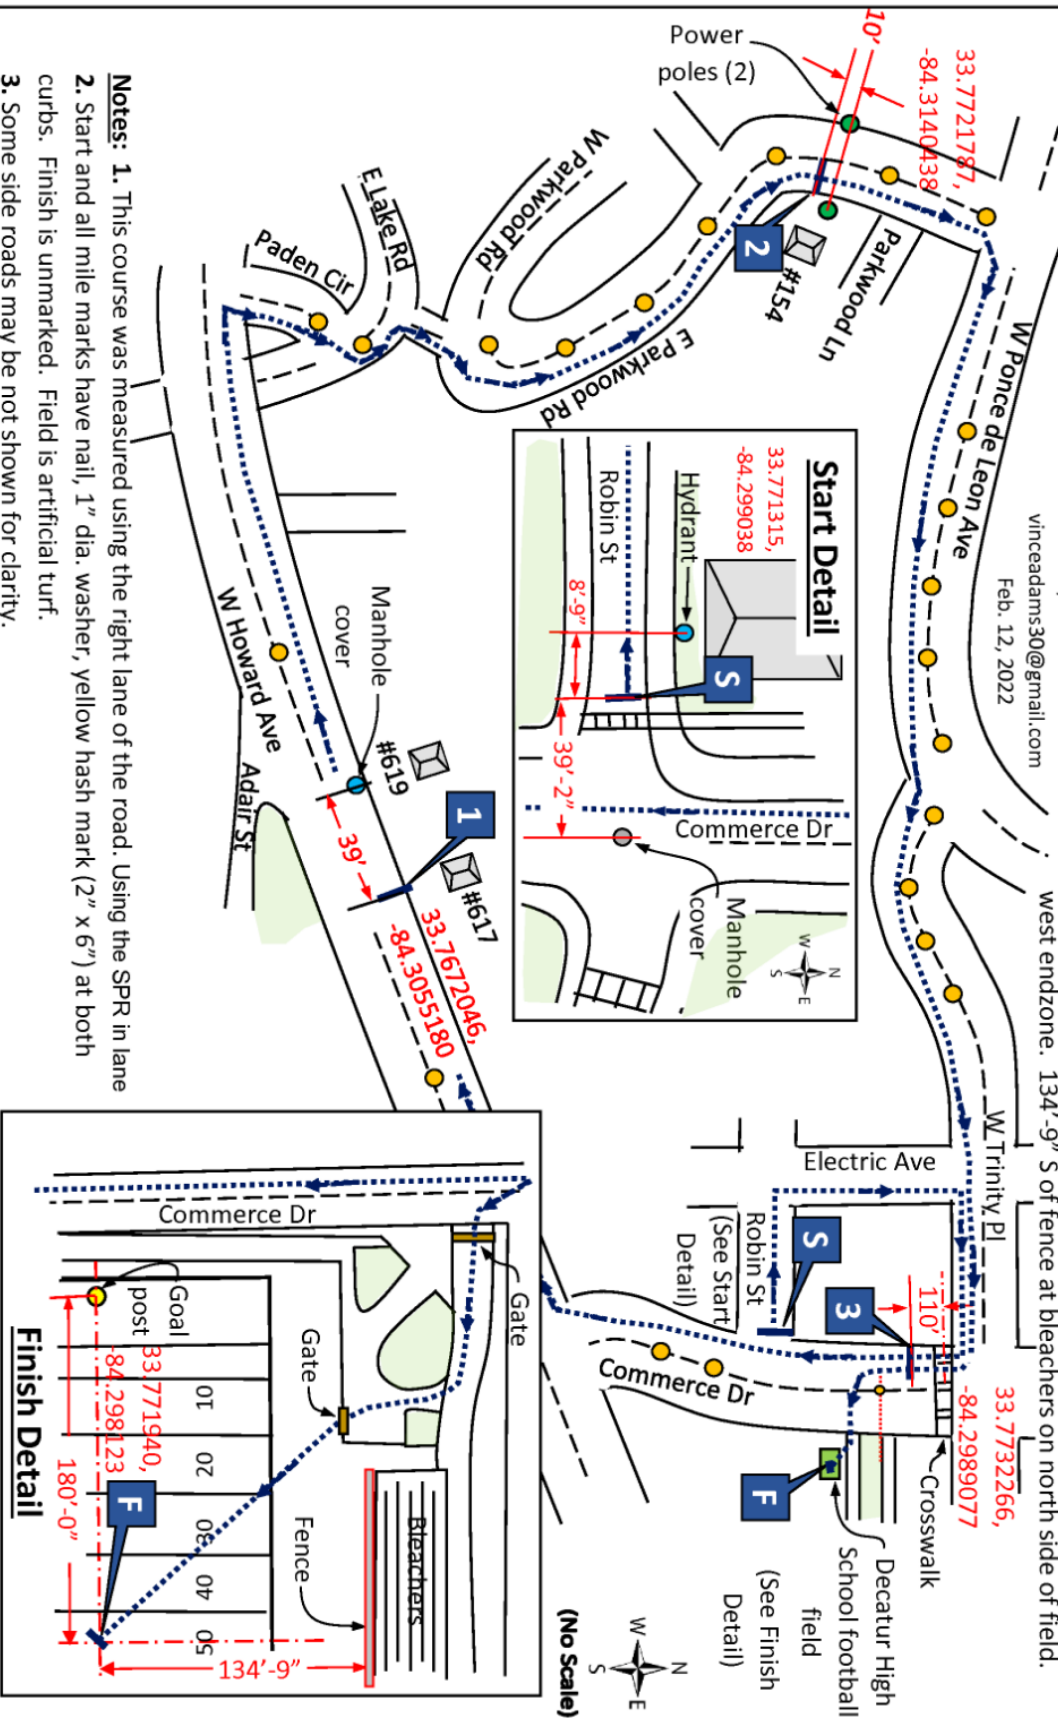 west endzone. 134'-9" S of fence at bleachers on north side of field.
vinceadams30@gmail.com
Feb. 12, 2022
Power
poles (2)
10'
33.7721787,
-84.3140438
2
#154
Parkwood Ln
W Ponce de Leon Ave
W Parkwood Rd
E Lake Rd
Paden Cir
E Parkwood Rd
Start Detail
33.771315,
-84.299038
Hydrant
Robin St
8'-9"
S
39'-2"
Commerce Dr
Manhole
cover
N
W
E
S
W Trinity Pl
Electric Ave
Robin St
(See Start
Detail)
S
3
110'
33.7732266,
-84.2989077
Crosswalk
Commerce Dr
F
Decatur High
School football
field
(See Finish
Detail)
N
W
E
S
(No Scale)
Manhole
cover
#619
1
#617
39'
33.7672046,
-84.3055180
W Howard Ave
Adair St
Commerce Dr
Gate
Gate
Goal
post
10
20
30
40
50
Bleachers
Fence
33.771940,
-84.298123
F
180'-0"
134'-9"
Finish Detail
Notes: 1. This course was measured using the right lane of the road. Using the SPR in lane
2. Start and all mile marks have nail, 1" dia. washer, yellow hash mark (2" x 6") at both
curbs. Finish is unmarked. Field is artificial turf.
3. Some side roads may be not shown for clarity.